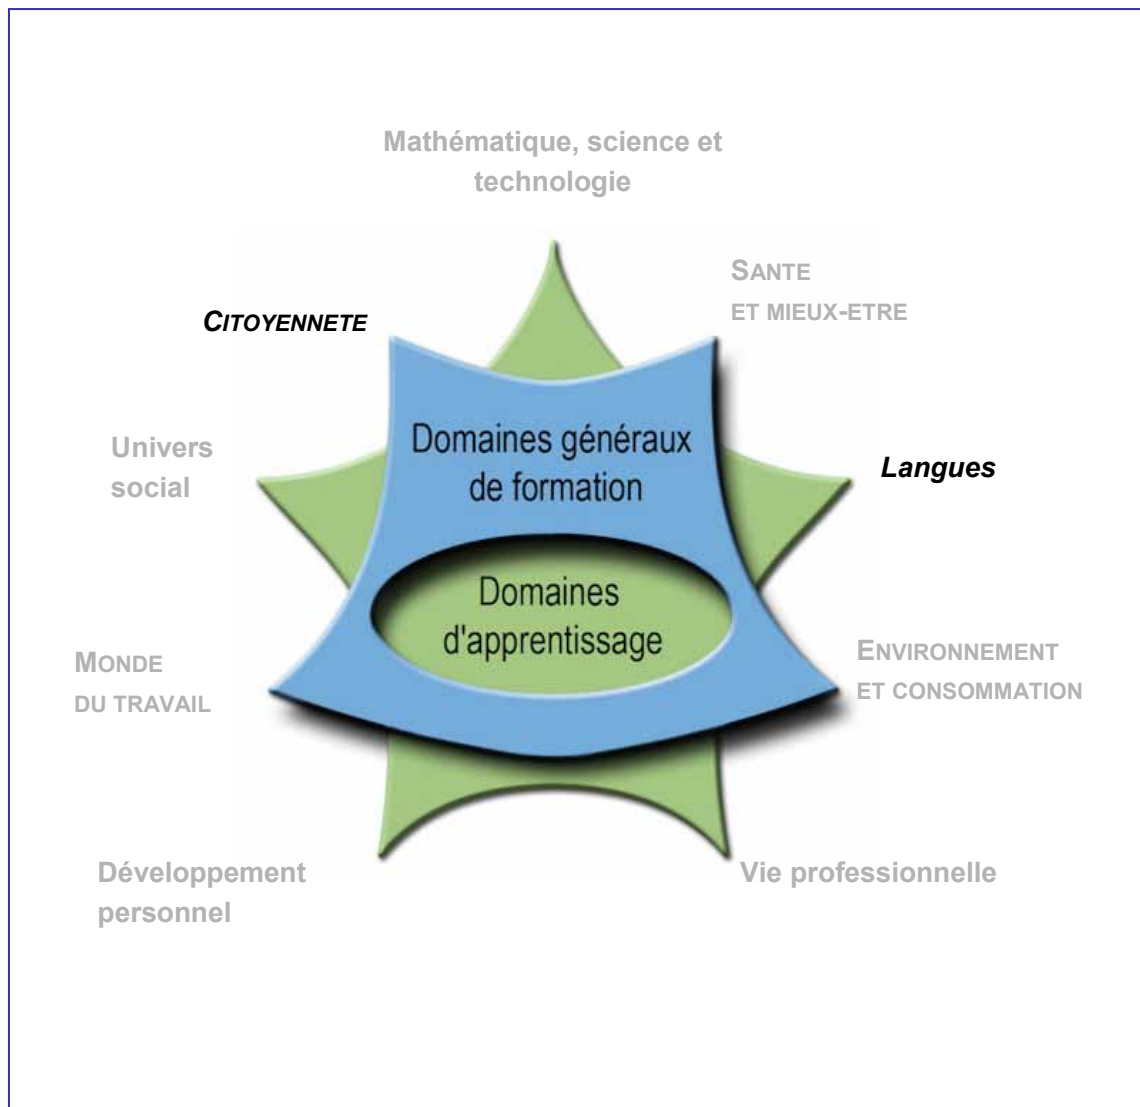 Mathématique, science et
technologie
SANTE
ET MIEUX-ETRE
CITOYENNETE
Domaines généraux
de formation
Univers
social
Langues
Domaines
d'apprentissage
MONDE
DU TRAVAIL
ENVIRONNEMENT
ET CONSOMMATION
Développement
personnel
Vie professionnelle